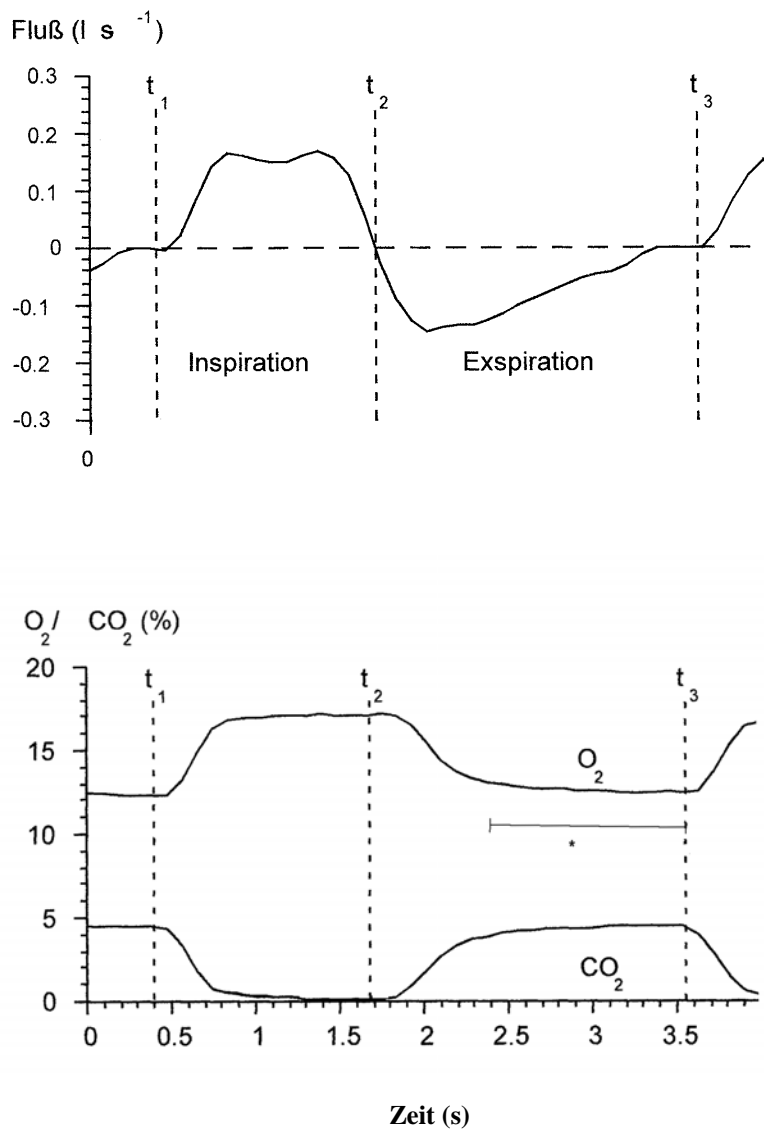 Fluß (l s -1)
0.3
t1 t2 t3
0.2
0.1
0
-0.1
Inspiration Exspiration
-0.2
-0.3
0
O2/ CO2 (%)
20
t1 t2 t3
15
O2
10
*
5
CO2
0
0 0.5 1 1.5 2 2.5 3 3.5
Zeit (s)